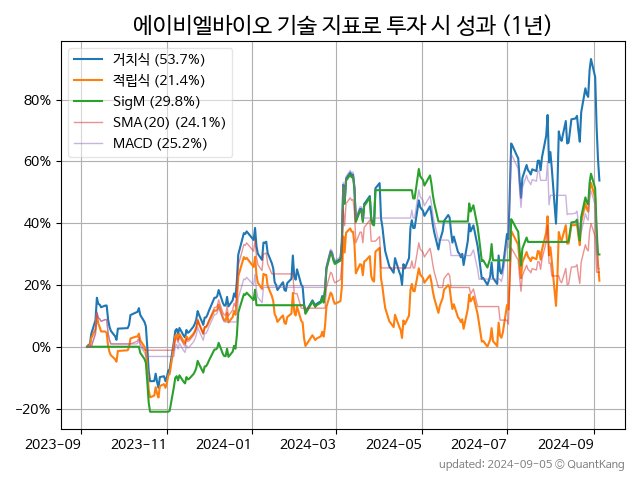 에이비엘바이오 기술 지표로 투자 시 성과 (1년)
거치식 (53.7%)
적립식 (21.4%)
SigM (29.8%)
SMA(20) (24.1%)
MACD (25.2%)
80%
60%
40%
20%
0%
−20%
2023-09 2023-11 2024-01 2024-03 2024-05 2024-07 2024-09
updated: 2024-09-05 © QuantKang